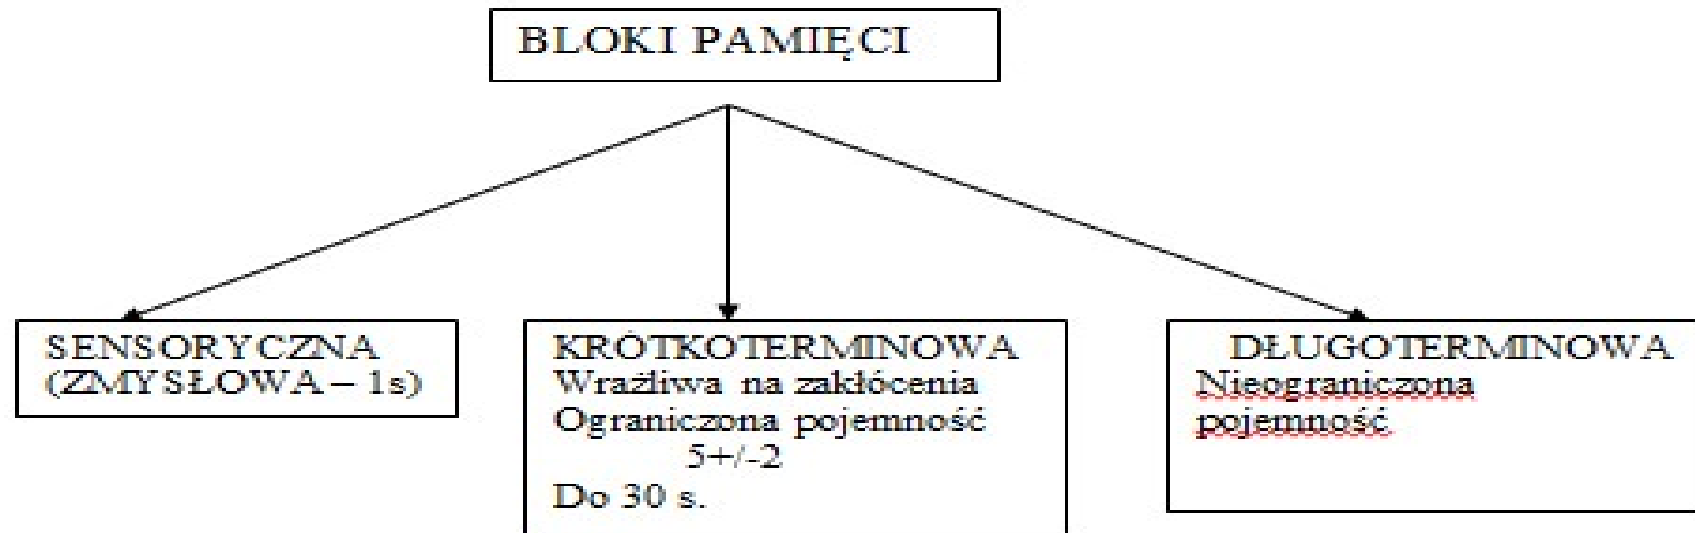 BLOKI PAMIĘCI
SENSORYCZNA
(ZMYSŁOWA – 1s)
KRÓTKOTERMINOWA
Wrażliwa na zakłócenia
Ograniczona pojemność
5+/-2
Do 30 s.
DŁUGOTERMINOWA
Nieograniczona
pojemność